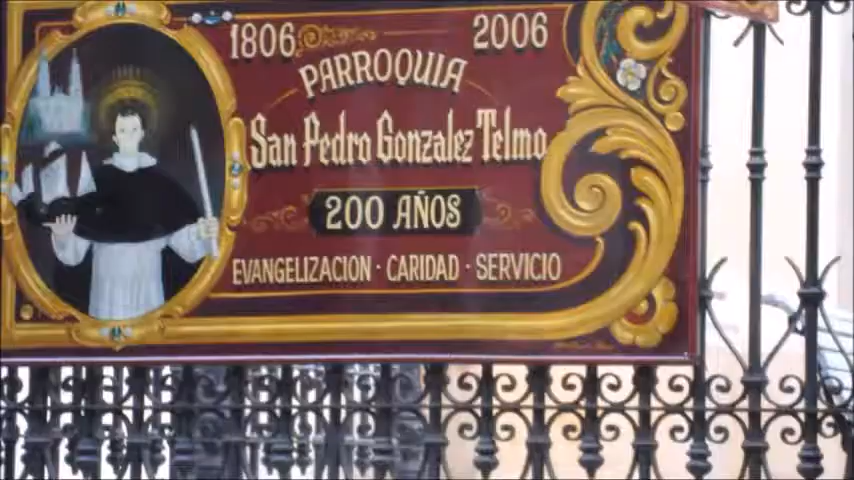 1806 2006
PARROQUIA
San Pedro Gonzalez Telmo
200 AÑOS
EVANGELIZACION · CARIDAD · SERVICIO